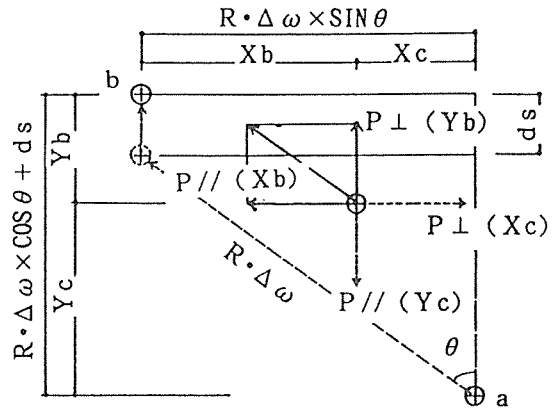 R・Δω×SINθ
Xb
Xc
b
ds
P⊥ (Yb)
Yb
P// (Xb)
P⊥ (Xc)
R・Δω×COSθ+ds
R・Δω
Yc
P// (Yc)
θ
a